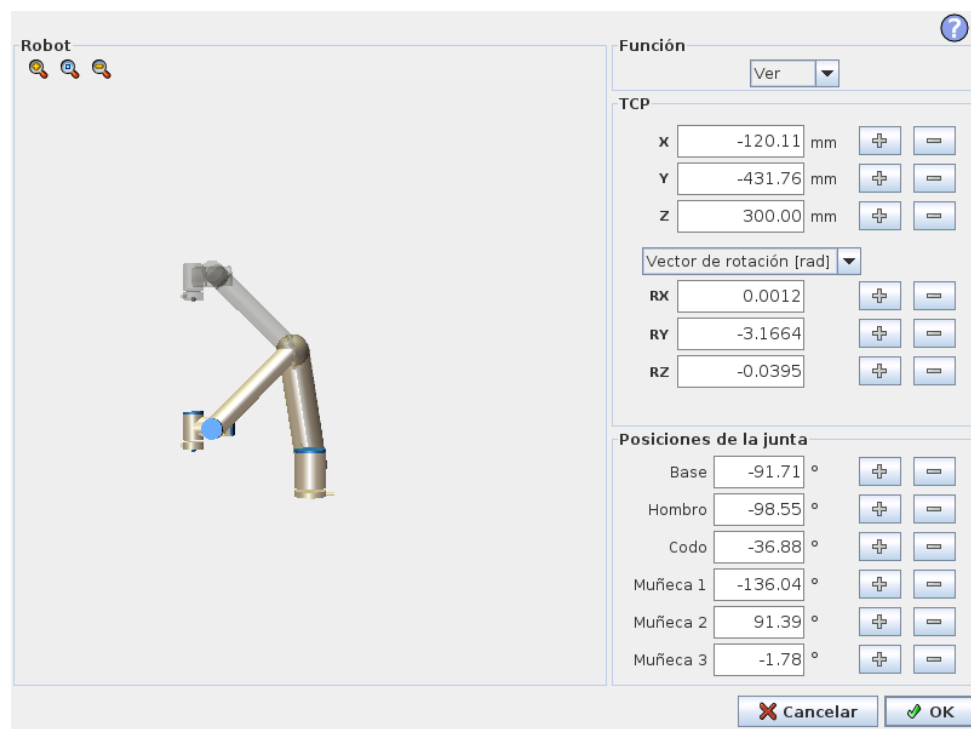 Robot
Función
Ver
TCP
X -120.11 mm
Y -431.76 mm
Z 300.00 mm
Vector de rotación [rad]
RX 0.0012
RY -3.1664
RZ -0.0395
Posiciones de la junta
Base -91.71 °
Hombro -98.55 °
Codo -36.88 °
Muñeca 1 -136.04 °
Muñeca 2 91.39 °
Muñeca 3 -1.78 °
Cancelar OK